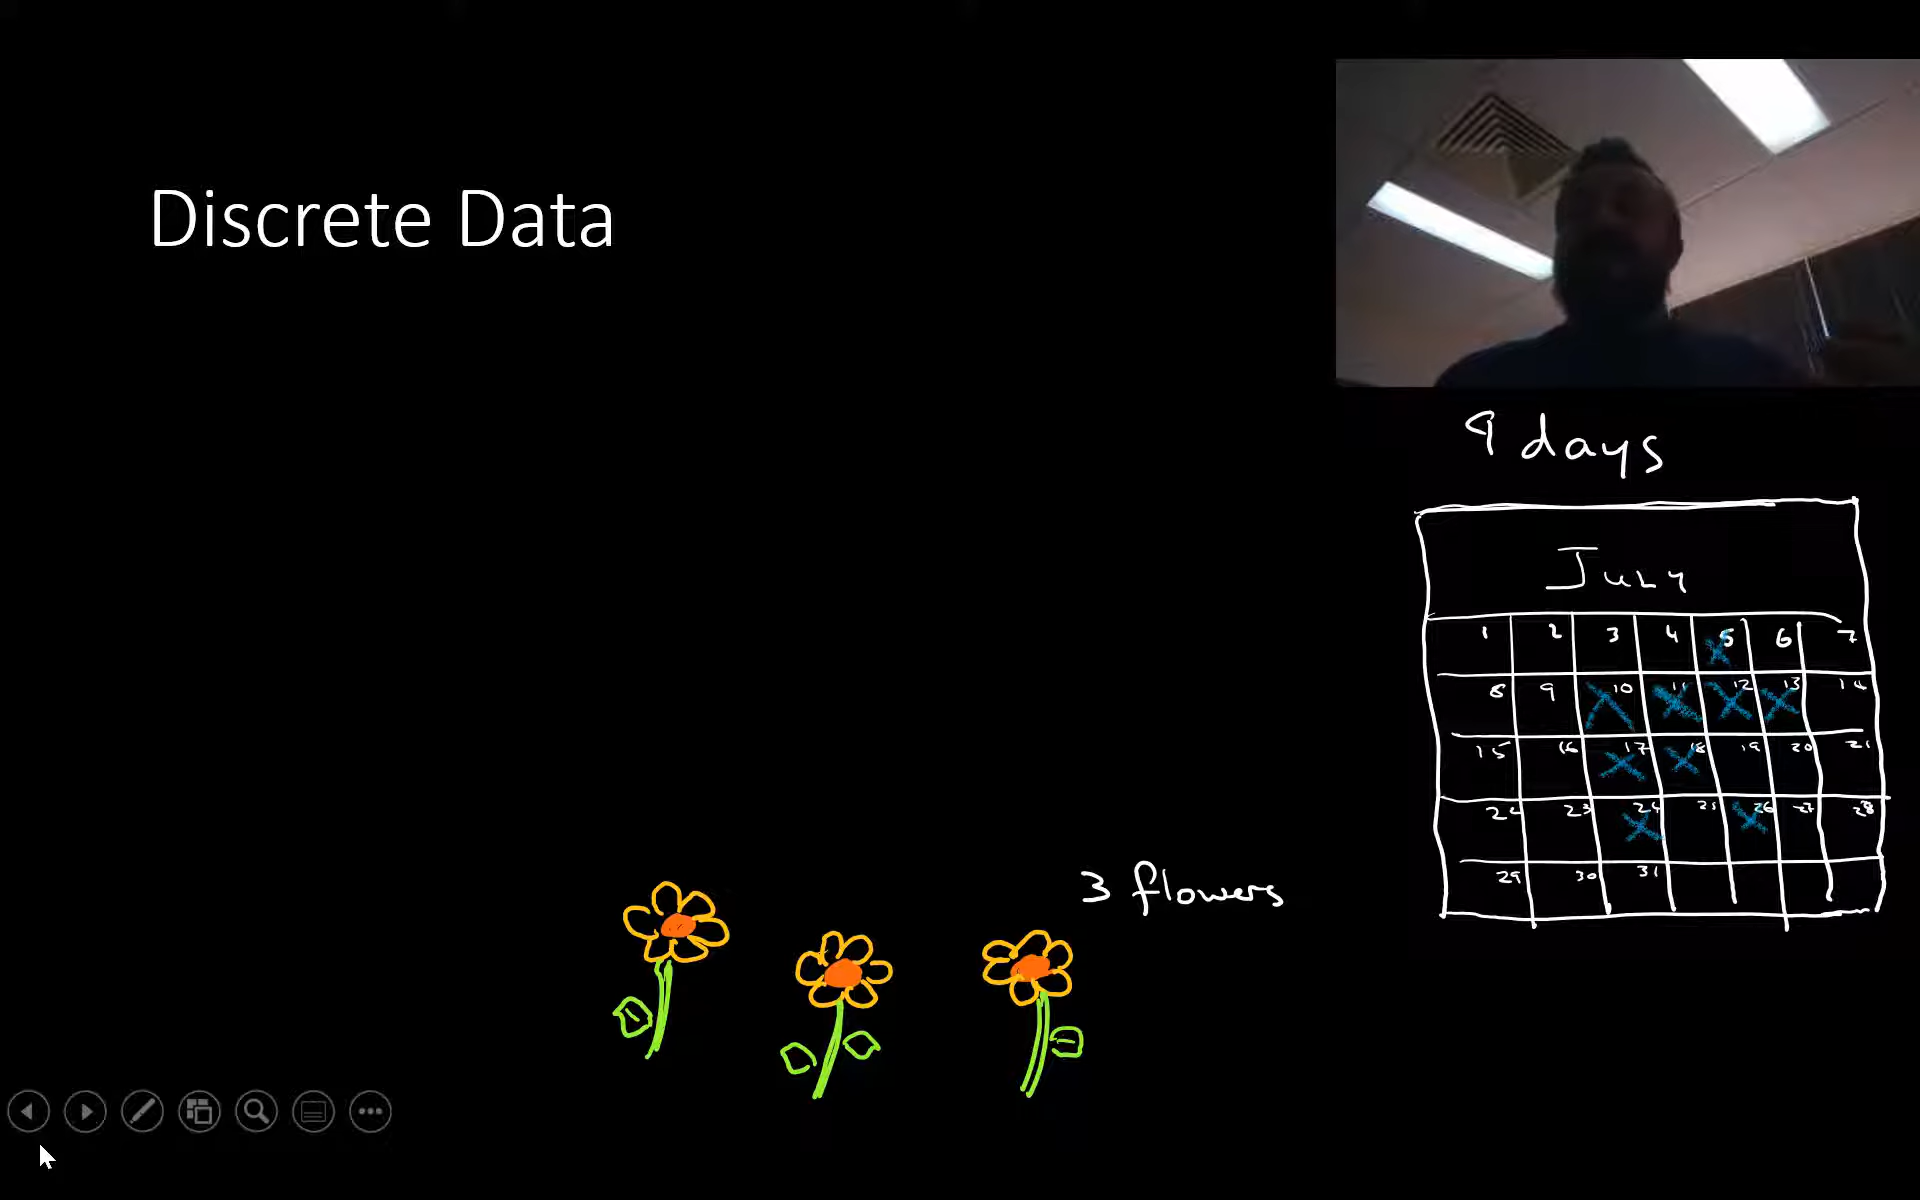 Discrete Data
9 days
July
1 2 3 4 5 6 7
8 9 10 11 12 13 14
15 16 17 18 19 20 21
22 23 24 25 26 27 28
29 30 31
3 flowers